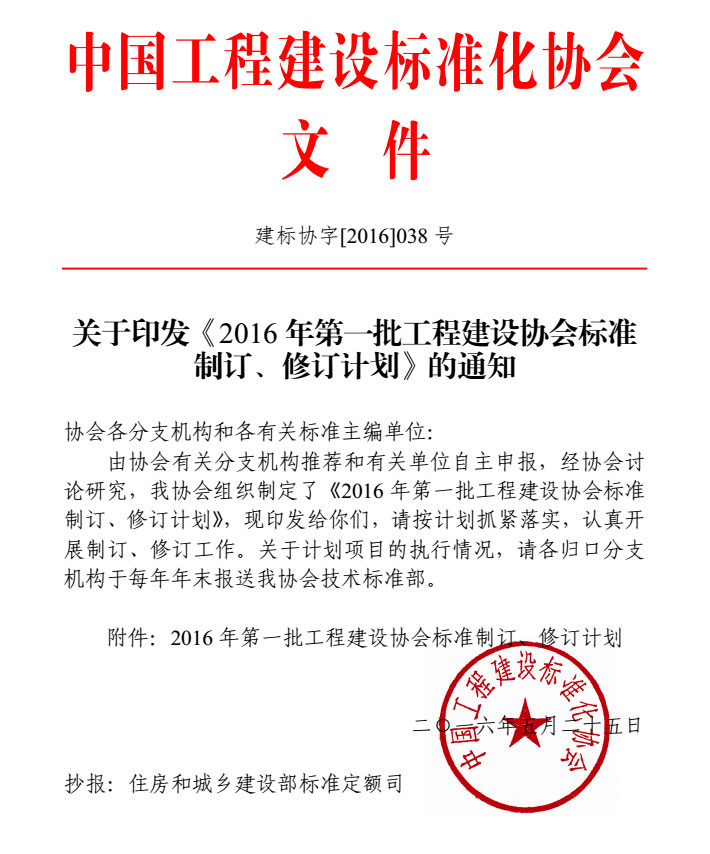 中国工程建设标准化协会
文 件
建标协字[2016]038 号
关于印发《2016 年第一批工程建设协会标准
制订、修订计划》的通知
协会各分支机构和各有关标准主编单位：
由协会有关分支机构推荐和有关单位自主申报，经协会讨
论研究，我协会组织制定了《2016 年第一批工程建设协会标准
制订、修订计划》，现印发给你们，请按计划抓紧落实，认真开
展制订、修订工作。关于计划项目的执行情况，请各归口分支
机构于每年年末报送我协会技术标准部。
附件：2016 年第一批工程建设协会标准制订、修订计划
中国工程建设标准化协会
二〇一六年五月二十五日
抄报：住房和城乡建设部标准定额司